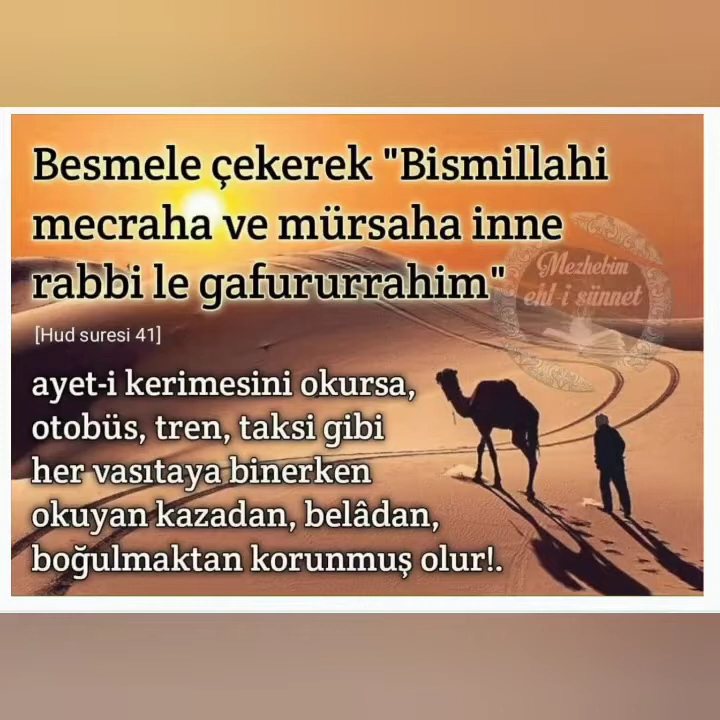 Besmele çekerek "Bismillahi
mecraha ve mürsaha inne
rabbi le gafururrahim"
Mezhebim
ehl-i sünnet
[Hud suresi 41]
ayet-i kerimesini okursa,
otobüs, tren, taksi gibi
her vasıtaya binerken
okuyan kazadan, belâdan,
boğulmaktan korunmuş olur!.